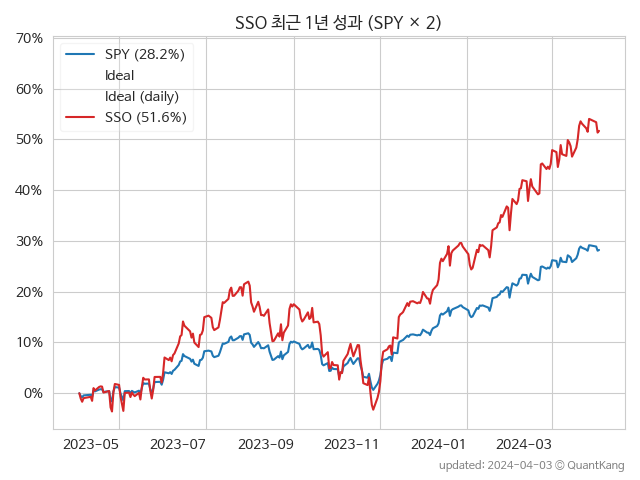 SSO 최근 1년 성과 (SPY × 2)
70%
60%
50%
40%
30%
20%
10%
0%
SPY (28.2%)
Ideal
Ideal (daily)
SSO (51.6%)
2023-05 2023-07 2023-09 2023-11 2024-01 2024-03
updated: 2024-04-03 © QuantKang